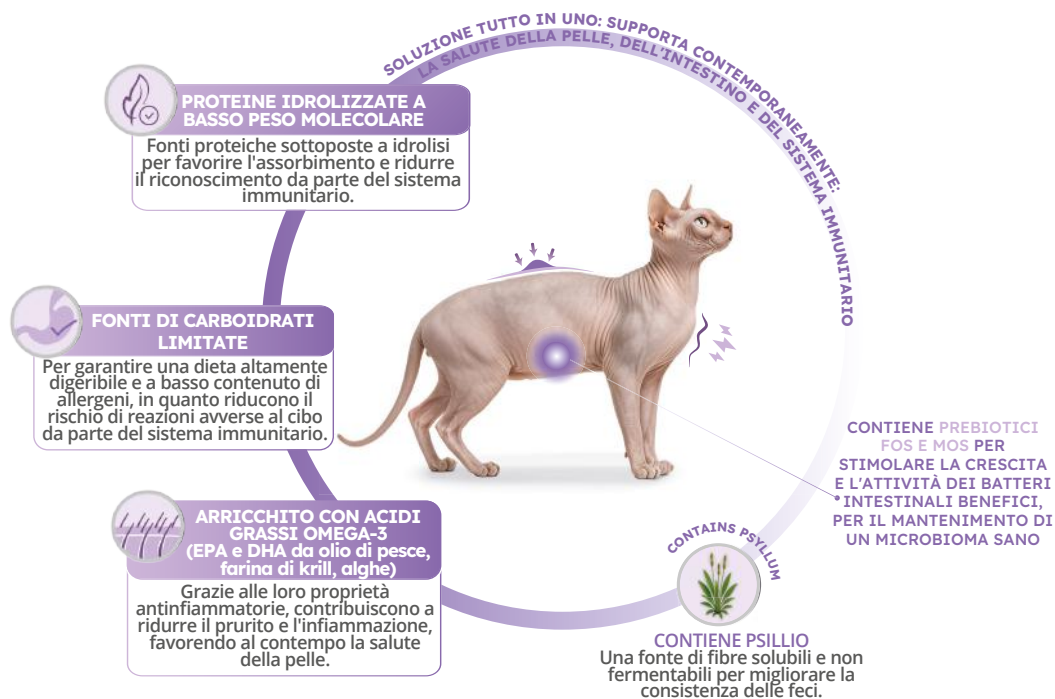 SOLUZIONE TUTTO IN UNO: SUPPORTA CONTEMPORANEAMENTE:
LA SALUTE DELLA PELLE, DELL'INTESTINO E DEL SISTEMA IMMUNITARIO
PROTEINE IDROLIZZATE A
BASSO PESO MOLECOLARE
Fonti proteiche sottoposte a idrolisi
per favorire l'assorbimento e ridurre
il riconoscimento da parte del sistema
immunitario.
FONTI DI CARBOIDRATI
LIMITATE
Per garantire una dieta altamente
digeribile e a basso contenuto di
allergeni, in quanto riducono il
rischio di reazioni avverse al cibo
da parte del sistema immunitario.
ARRICCHITO CON ACIDI
GRASSI OMEGA-3
(EPA e DHA da olio di pesce,
farina di krill, alghe)
Grazie alle loro proprietà
antinfiammatorie, contribuiscono a
ridurre il prurito e l'infiammazione,
favorendo al contempo la salute
della pelle.
CONTIENE PREBIOTICI
FOS E MOS PER
STIMOLARE LA CRESCITA
E L'ATTIVITÀ DEI BATTERI
INTESTINALI BENEFICI,
PER IL MANTENIMENTO DI
UN MICROBIOMA SANO
CONTAINS PSYLLUM
CONTIENE PSILLIO
Una fonte di fibre solubili e non
fermentabili per migliorare la
consistenza delle feci.